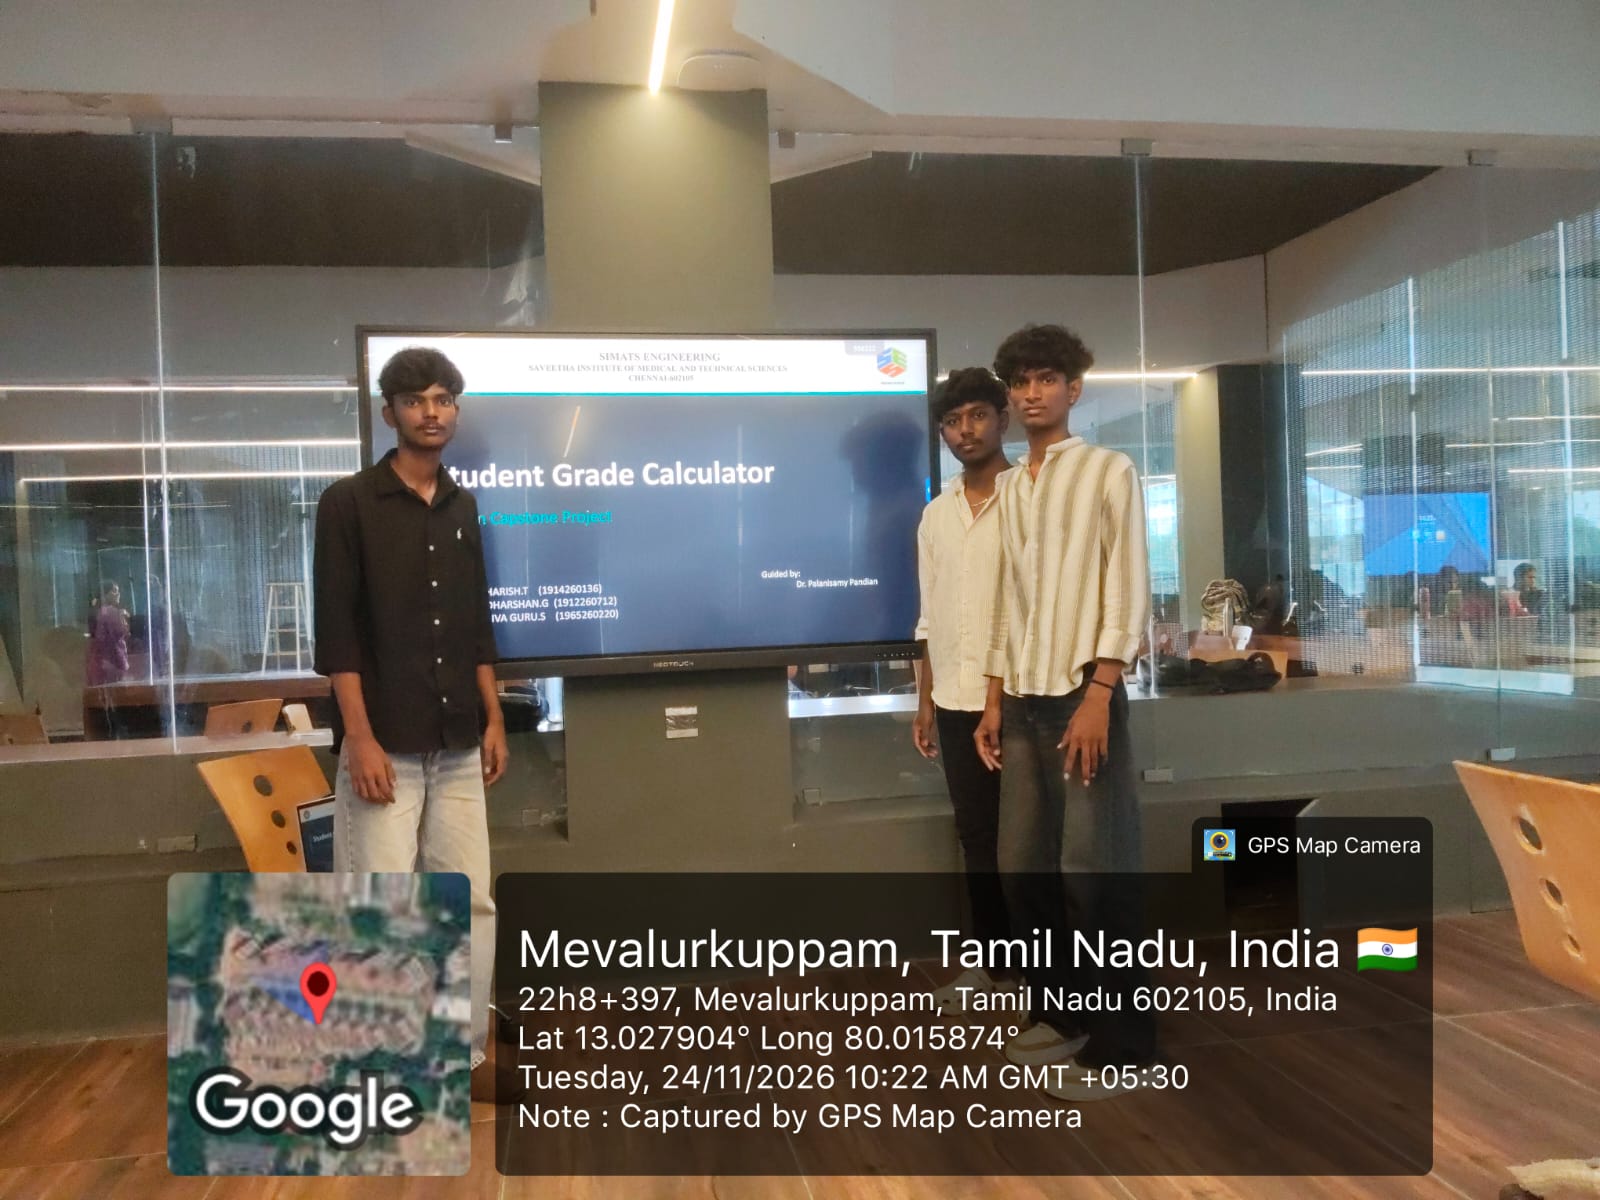 SIMATS ENGINEERING
SAVEETHA INSTITUTE OF MEDICAL AND TECHNICAL SCIENCES
CHENNAI-602105
tudent Grade Calculator
n Capstone Project
Guided by:
Dr. Palanisamy Pandian
HARISH.T (1914260136)
DHARSHAN.G (1912260712)
IVA GURU.S (1965260220)
NEOTOUCH
GPS Map Camera
Mevalurkuppam, Tamil Nadu, India
22h8+397, Mevalurkuppam, Tamil Nadu 602105, India
Lat 13.027904° Long 80.015874°
Tuesday, 24/11/2026 10:22 AM GMT +05:30
Note : Captured by GPS Map Camera
Google